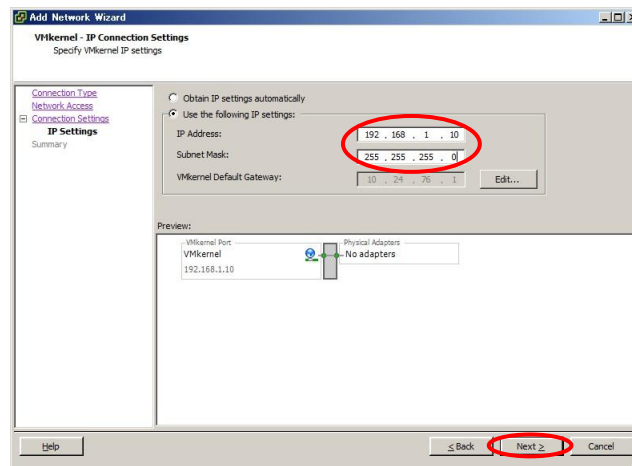 Add Network Wizard
VMkernel - IP Connection Settings
Specify VMkernel IP settings
Connection Type
Network Access
Connection Settings
IP Settings
Summary
Obtain IP settings automatically
Use the following IP settings:
IP Address:
192 . 168 . 1 . 10
Subnet Mask:
255 . 255 . 255 . 0
VMkernel Default Gateway:
10 . 24 . 76 . 1
Edit...
Preview:
VMkernel Port
VMkernel
192.168.1.10
Physical Adapters
No adapters
Help
< Back
Next >
Cancel